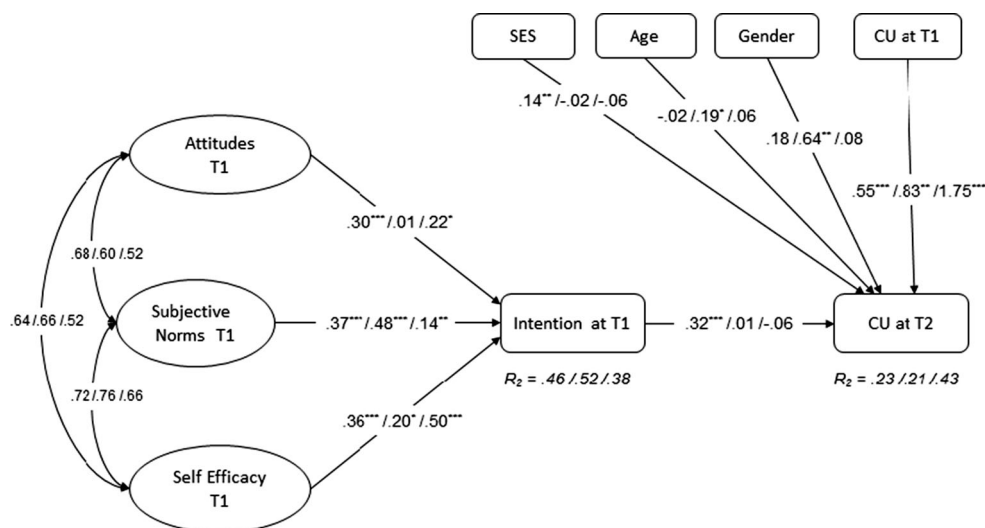 SES
Age
Gender
CU at T1
.14** /-.02 /-.06
-.02 /.19* /.06
.18 /.64** /.08
.55*** /.83** /1.75***
Attitudes
T1
.30*** /.01 /.22*
.68 /.60 /.52
.64 /.66 /.52
Subjective
Norms T1
.37*** /.48*** /.14**
Intention at T1
.32*** /.01 /-.06
CU at T2
R₂ = .46 /.52 /.38
R₂ = .23 /.21 /.43
.72 /.76 /.66
.36*** /.20* /.50***
Self Efficacy
T1